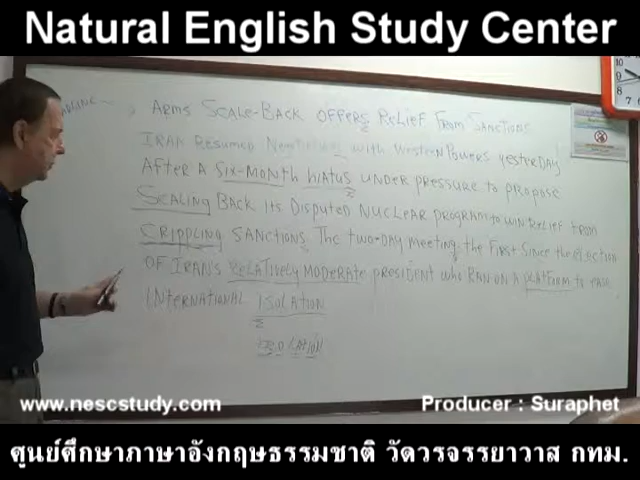 Natural English Study Center
Arms Scale-Back Offers Relief From Sanctions
Iran Resumed with Western Powers yesterday
After a six-month hiatus under pressure to propose
Scaling Back its Disputed Nuclear program to win relief from
Crippling sanctions. The two-day meeting the first since the election
of Iran's relatively moderate president who ran on a platform to ease
International isolation
www.nescstudy.com
Producer : Suraphet
ศูนย์ศึกษาภาษาอังกฤษธรรมชาติ วัดวรจรรยาวาส กทม.